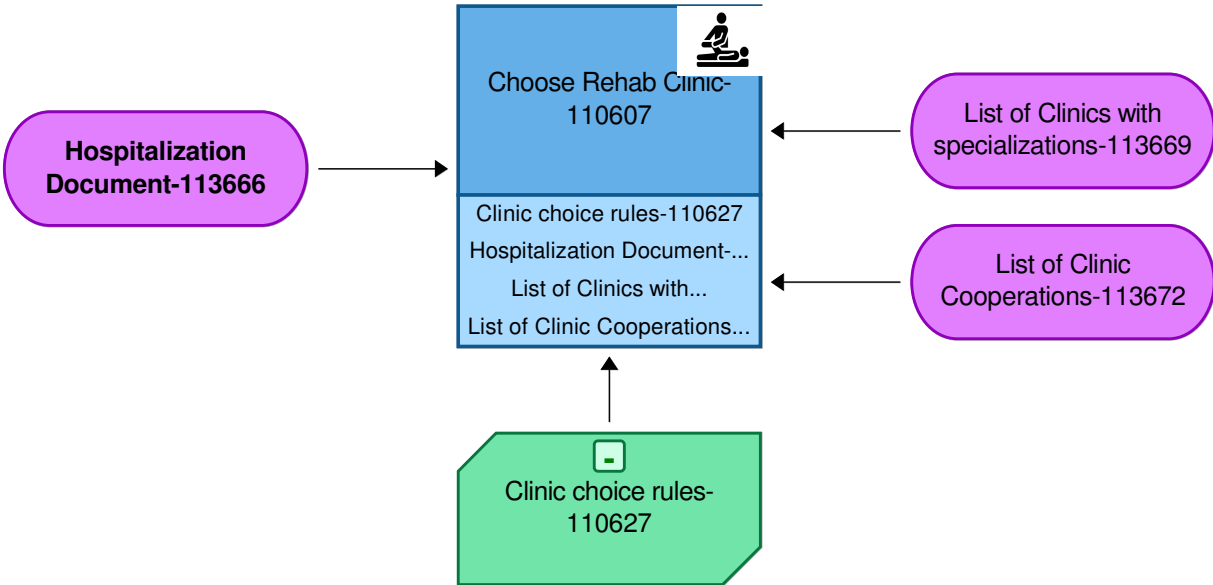 Choose Rehab Clinic-
110607
Hospitalization
Document-113666
List of Clinics with
specializations-113669
Clinic choice rules-110627
Hospitalization Document-...
List of Clinics with...
List of Clinic Cooperations...
List of Clinic
Cooperations-113672
-
Clinic choice rules-
110627